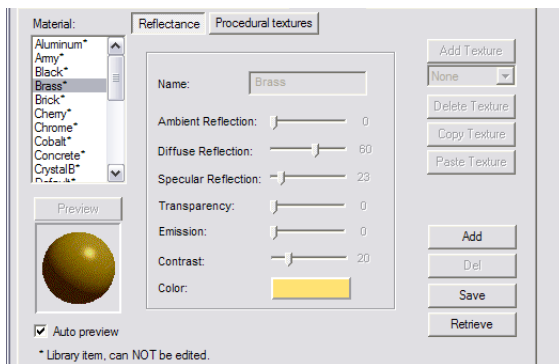 Material:
Reflectance
Procedural textures
Aluminum*
Army*
Black*
Brass*
Brick*
Cherry*
Chrome*
Cobalt*
Concrete*
CrystalB*
Default*
Name:
Brass
Ambient Reflection:
0
Diffuse Reflection:
60
Specular Reflection:
23
Transparency:
0
Emission:
0
Contrast:
20
Color:
Add Texture
None
Delete Texture
Copy Texture
Paste Texture
Preview
Auto preview
Add
Del
Save
Retrieve
* Library item, can NOT be edited.